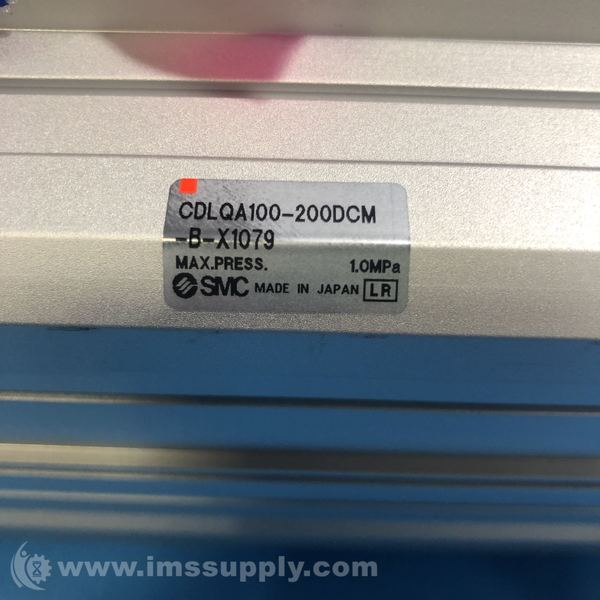 CDLQA100-200DCM
-B-X1079
MAX.PRESS. 1.0MPa
SMC MADE IN JAPAN LR
www.imssupply.com